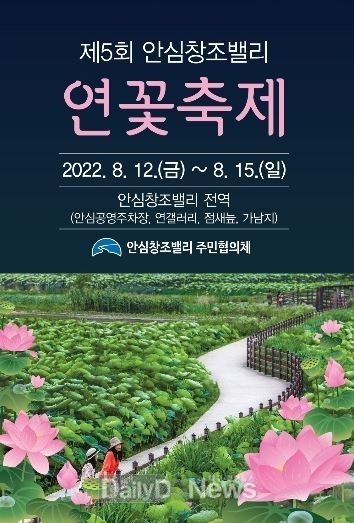 제5회 안심창조밸리
연꽃축제
2022. 8. 12.(금) ~ 8. 15.(일)
안심창조밸리 전역
(안심공영주차장, 연갤러리, 점새늪, 가남지)
안심창조밸리 주민협의체
DailyD News